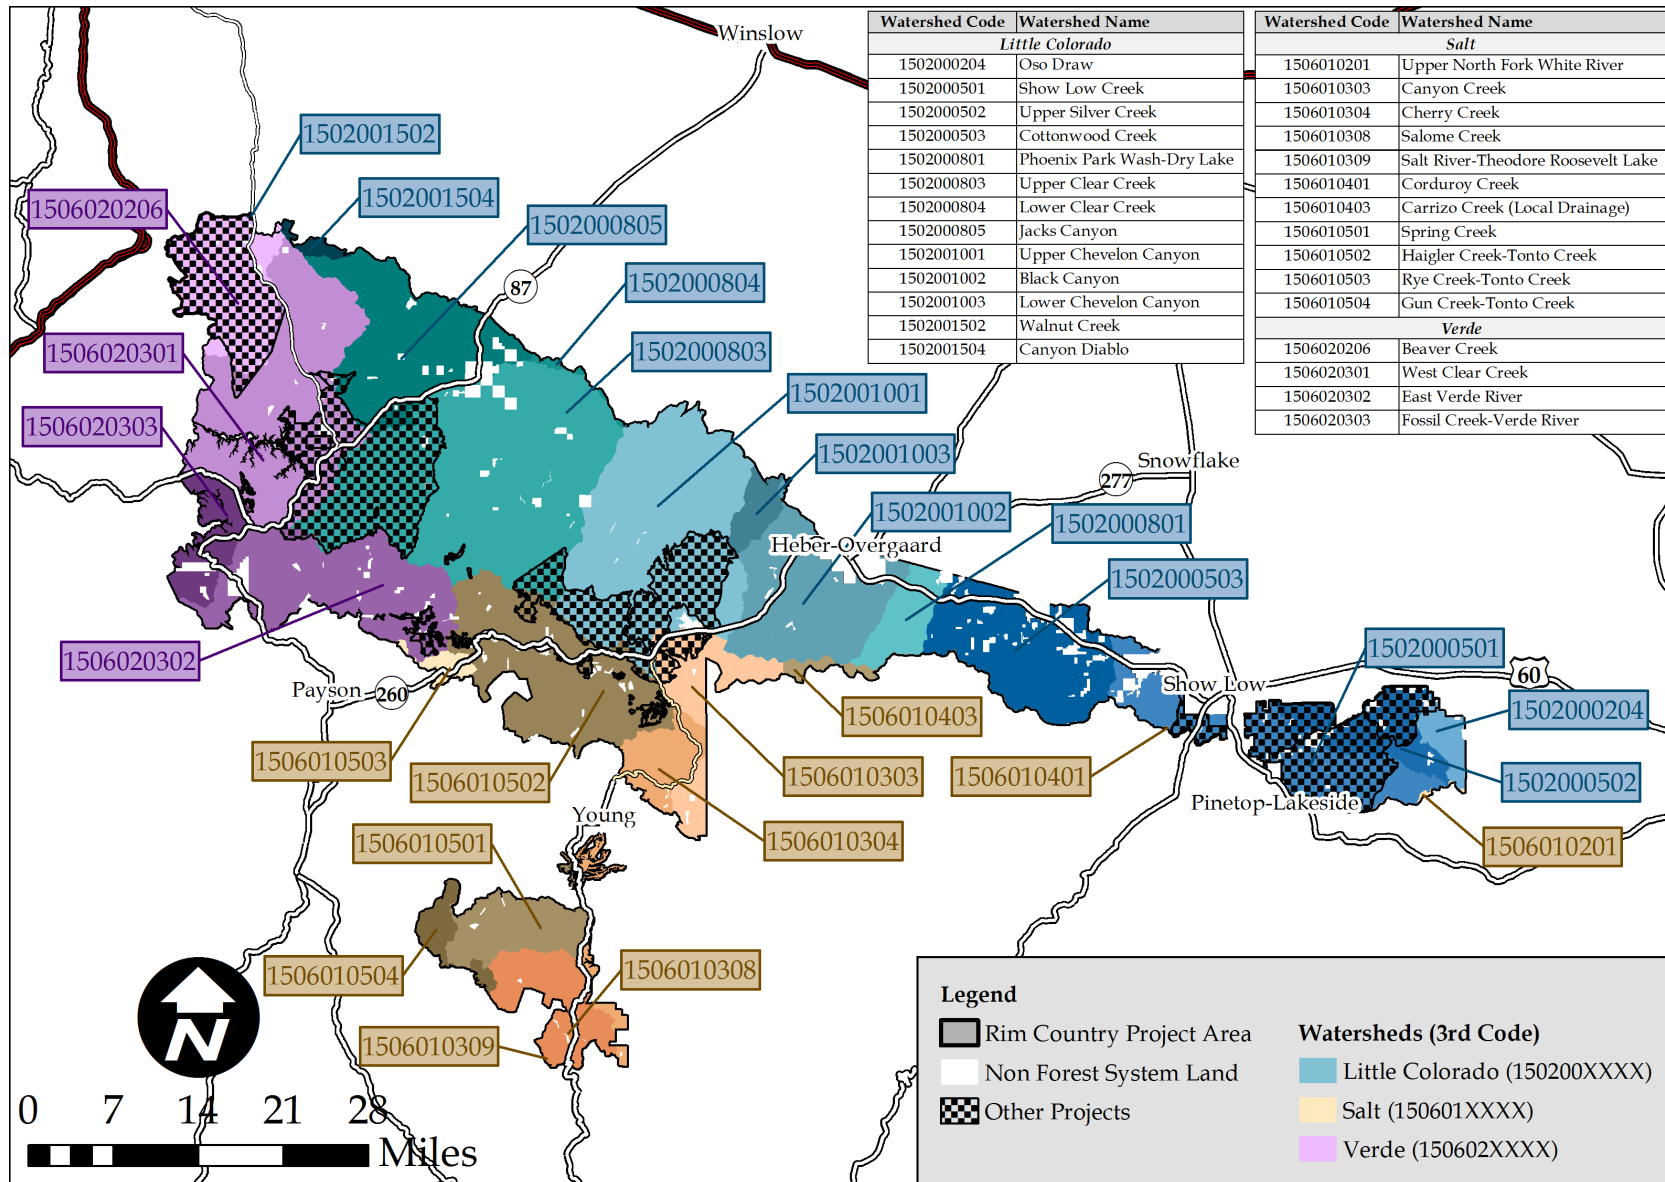 Winslow
Watershed Code Watershed Name
Little Colorado
1502000204 Oso Draw
1502000501 Show Low Creek
1502000502 Upper Silver Creek
1502000503 Cottonwood Creek
1502000801 Phoenix Park Wash-Dry Lake
1502000803 Upper Clear Creek
1502000804 Lower Clear Creek
1502000805 Jacks Canyon
1502001001 Upper Chevelon Canyon
1502001002 Black Canyon
1502001003 Lower Chevelon Canyon
1502001502 Walnut Creek
1502001504 Canyon Diablo
Watershed Code Watershed Name
Salt
1506010201 Upper North Fork White River
1506010303 Canyon Creek
1506010304 Cherry Creek
1506010308 Salome Creek
1506010309 Salt River-Theodore Roosevelt Lake
1506010401 Corduroy Creek
1506010403 Carrizo Creek (Local Drainage)
1506010501 Spring Creek
1506010502 Haigler Creek-Tonto Creek
1506010503 Rye Creek-Tonto Creek
1506010504 Gun Creek-Tonto Creek
Verde
1506020206 Beaver Creek
1506020301 West Clear Creek
1506020302 East Verde River
1506020303 Fossil Creek-Verde River
1502001502
1502001504
1506020206
1502000805
87
1502000804
1506020301
1502000803
1502001001
1506020303
1502001003
Snowflake
277
1502001002
1502000801
Heber-Overgaard
1502000503
1506020302
1502000501
Payson
260
Show Low
60
1506010403
1502000204
1506010503
1506010502
1506010303
1506010401
1502000502
Pinetop-Lakeside
Young
1506010501
1506010304
1506010201
1506010504
1506010308
1506010309
N
0 7 14 21 28
Miles
Legend
Rim Country Project Area
Non Forest System Land
Other Projects
Watersheds (3rd Code)
Little Colorado (150200XXXX)
Salt (150601XXXX)
Verde (150602XXXX)